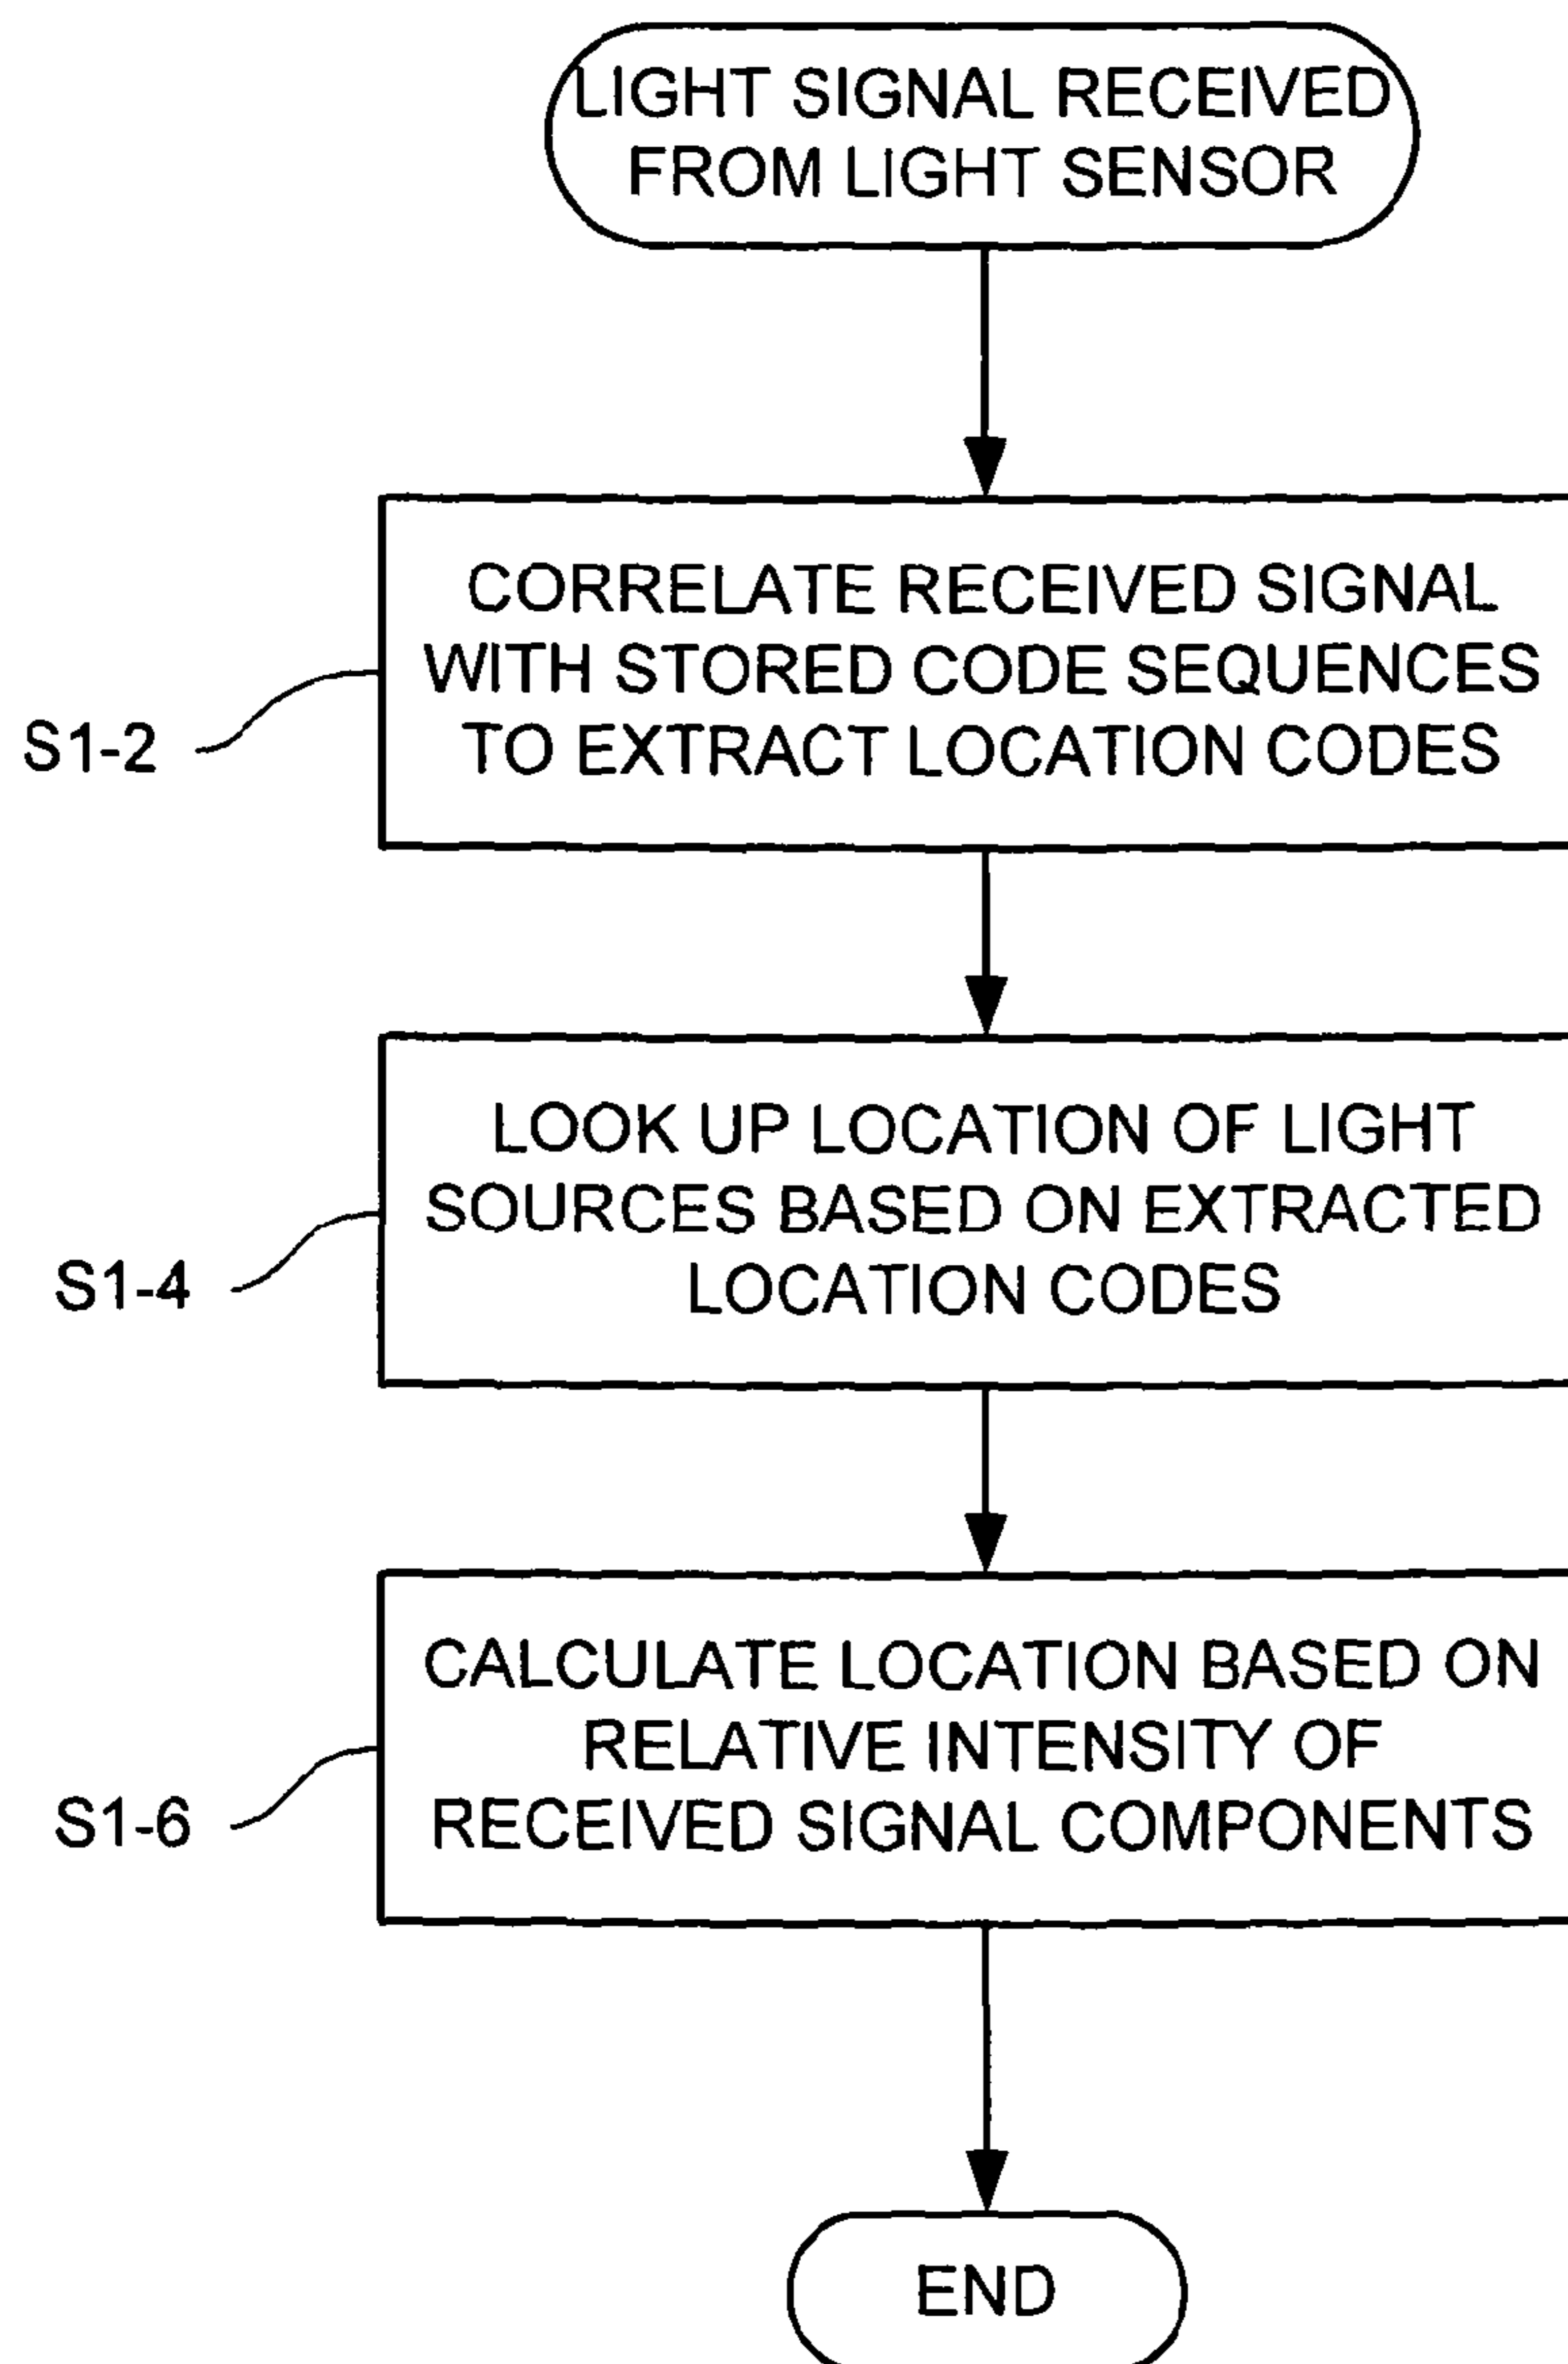 LIGHT SIGNAL RECEIVED
FROM LIGHT SENSOR
CORRELATE RECEIVED SIGNAL
WITH STORED CODE SEQUENCES
TO EXTRACT LOCATION CODES
S1-2
LOOK UP LOCATION OF LIGHT
SOURCES BASED ON EXTRACTED
LOCATION CODES
S1-4
CALCULATE LOCATION BASED ON
RELATIVE INTENSITY OF
RECEIVED SIGNAL COMPONENTS
S1-6
END